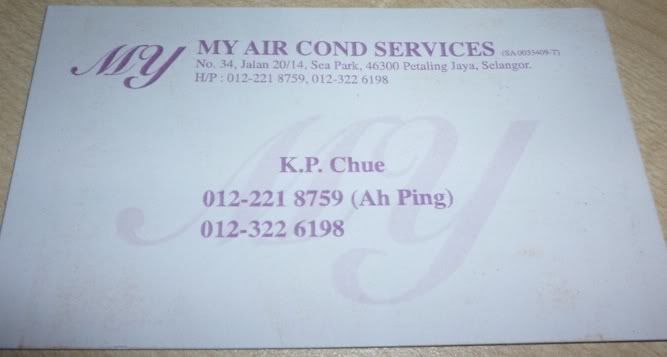 MY
MY AIR COND SERVICES (SA 0035409-T)
No. 34, Jalan 20/14, Sea Park, 46300 Petaling Jaya, Selangor.
H/P : 012-221 8759, 012-322 6198
MY
K.P. Chue
012-221 8759 (Ah Ping)
012-322 6198